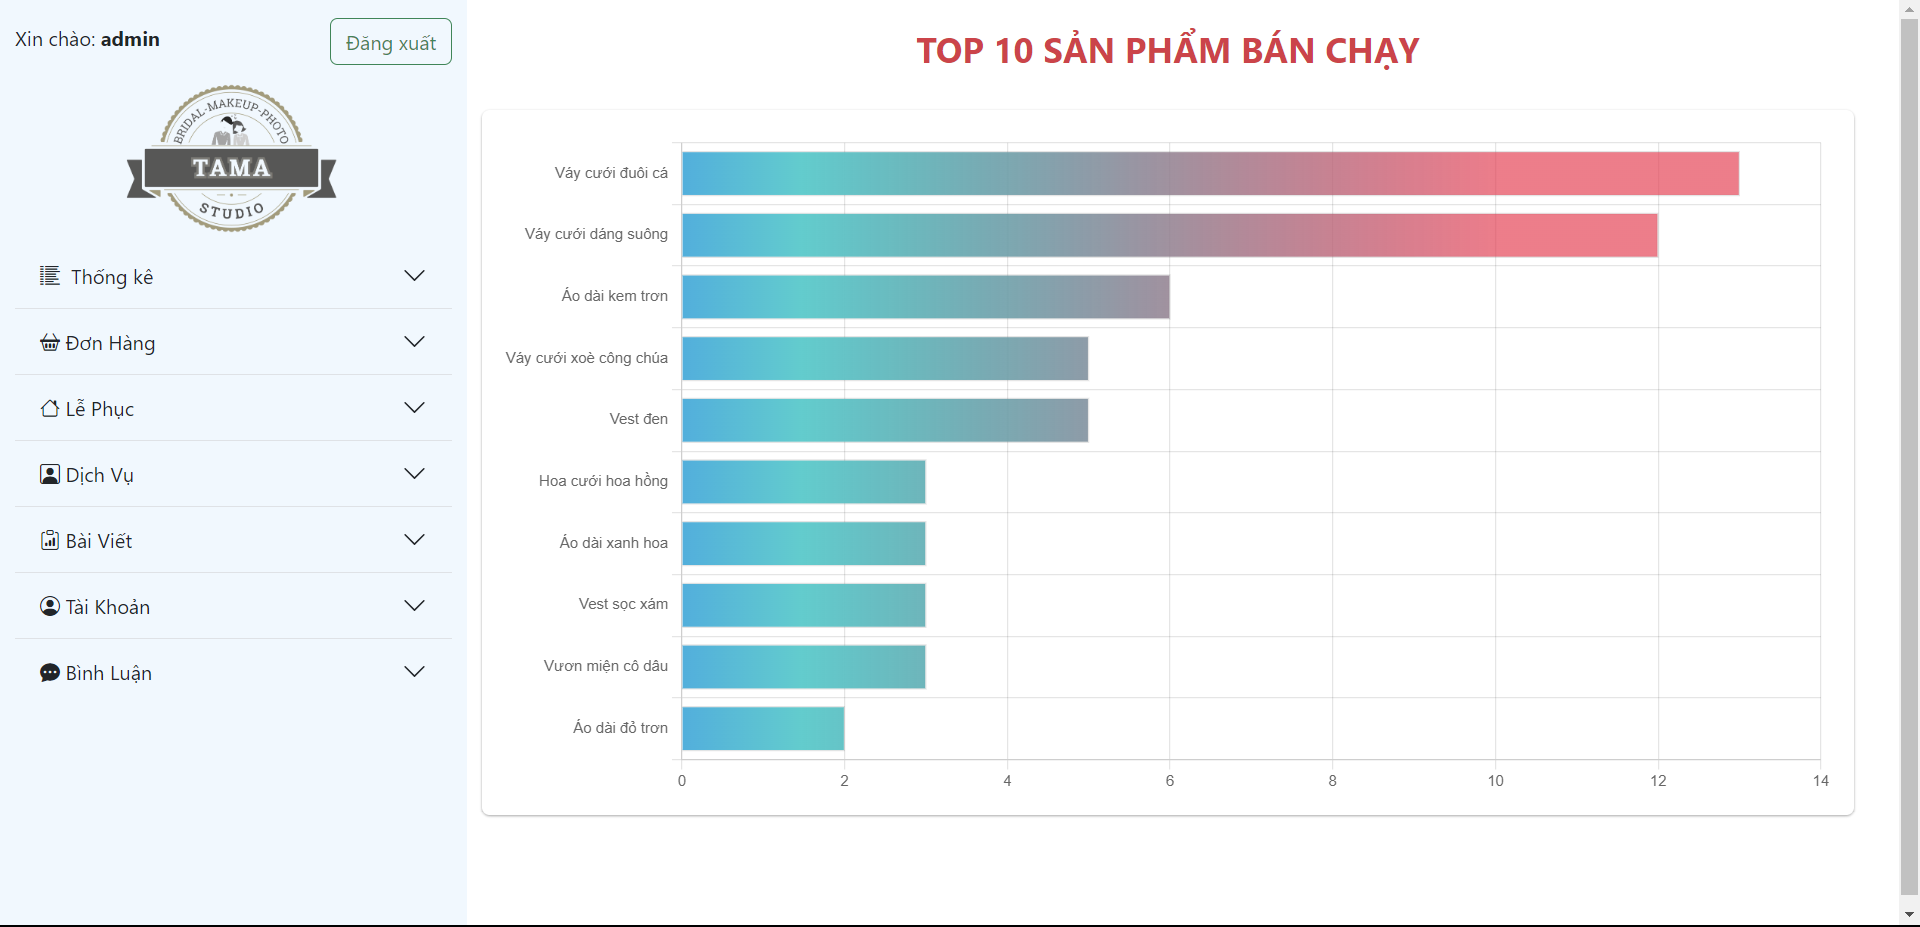 Xin chào: admin
Đăng xuất
BRIDAL-MAKEUP-PHOTO
TAMA
STUDIO
Thống kê
Đơn Hàng
Lễ Phục
Dịch Vụ
Bài Viết
Tài Khoản
Bình Luận
TOP 10 SẢN PHẨM BÁN CHẠY
Váy cưới đuôi cá
Váy cưới dáng suông
Áo dài kem trơn
Váy cưới xoè công chúa
Vest đen
Hoa cưới hoa hồng
Áo dài xanh hoa
Vest sọc xám
Vươn miện cô dâu
Áo dài đỏ trơn
0 2 4 6 8 10 12 14